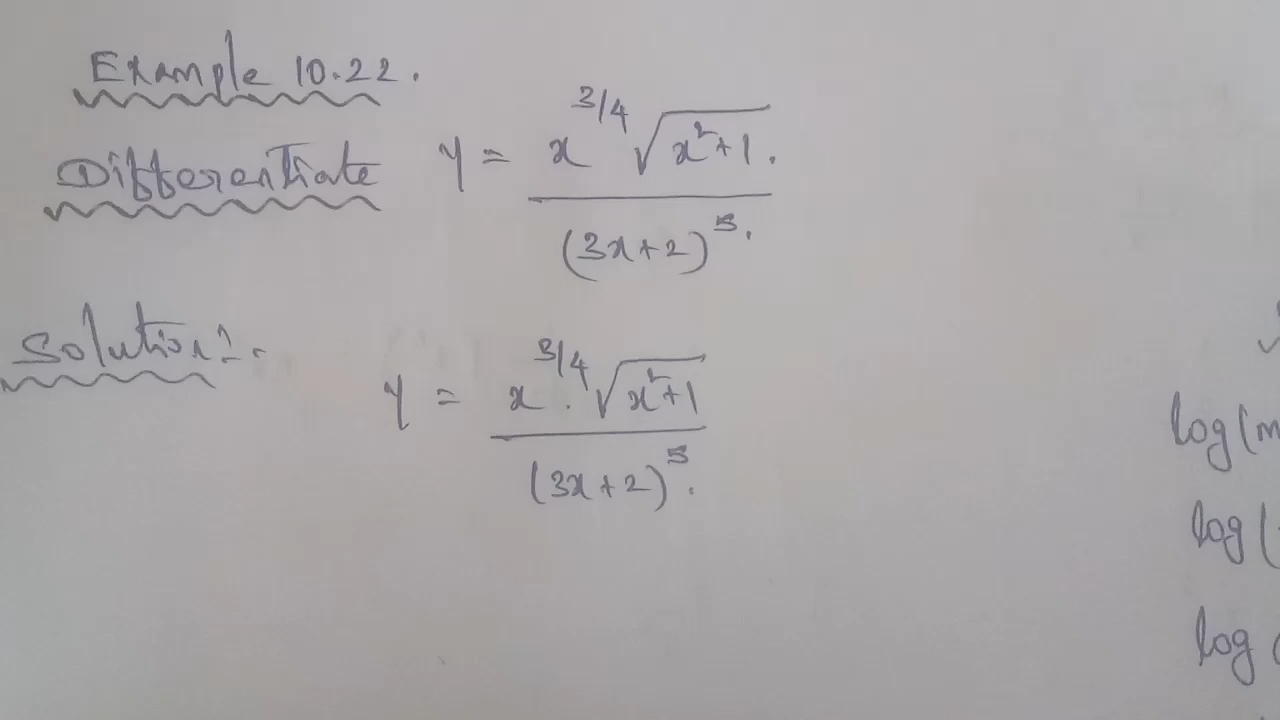 Example 10.22.
Differentiate y = x^{3/4} √(x²+1). / (3x+2)^5.
Solution:-.
y = x^{3/4} . √(x²+1) / (3x+2)^5.
log(m
log(
log(